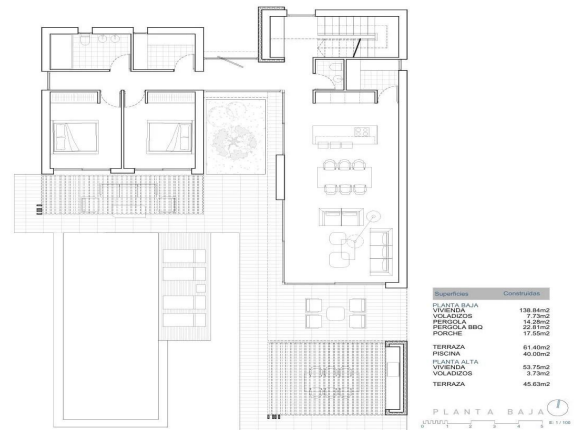 Superficies Construidas
PLANTA BAJA
VIVIENDA 138.84m2
VOLADIZOS 7.73m2
PERGOLA 14.28m2
PERGOLA BBQ 22.81m2
PORCHE 17.55m2
TERRAZA 61.40m2
PISCINA 40.00m2
PLANTA ALTA
VIVIENDA 53.75m2
VOLADIZOS 3.73m2
TERRAZA 45.63m2
PLANTA BAJA